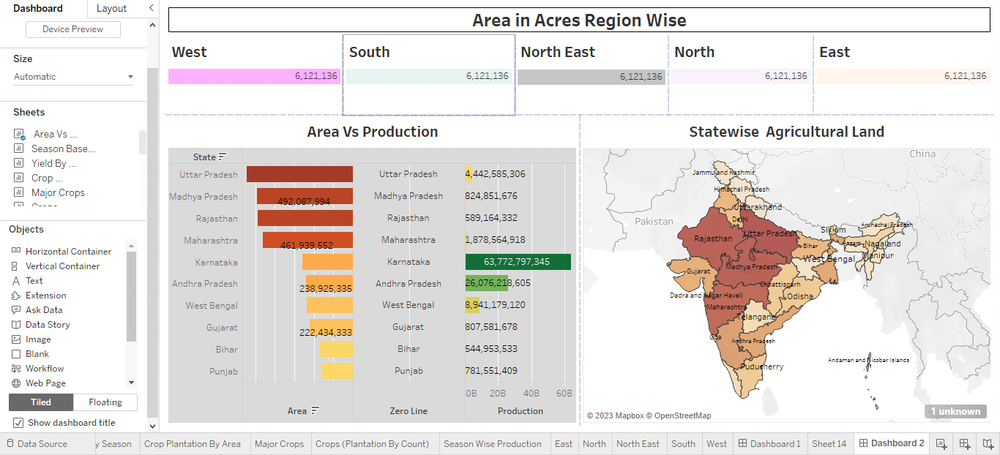 Dashboard Layout <
Device Preview
Size
Automatic
Sheets
Area Vs ...
Season Base...
Yield By ...
Crop ...
Major Crops
Objects
Horizontal Container
Vertical Container
A Text
Extension
Ask Data
Data Story
Image
Blank
Workflow
Web Page
Tiled Floating
Show dashboard title
Area in Acres Region Wise
West South North East North East
6,121,136 6,121,136 6,121,136 6,121,136 6,121,136
Area Vs Production
State
Uttar Pradesh Uttar Pradesh 4,442,585,306
Madhya Pradesh 492,087,994 Madhya Pradesh 824,851,676
Rajasthan Rajasthan 589,164,332
Maharashtra 461,939,552 Maharashtra 1,878,564,918
Karnataka Karnataka 63,772,797,345
Andhra Pradesh 238,925,335 Andhra Pradesh 26,076,218,605
West Bengal West Bengal 8,941,179,120
Gujarat 222,434,333 Gujarat 807,581,678
Bihar Bihar 544,953,533
Punjab Punjab 781,551,409
0B 20B 40B 60B
Area Zero Line Production
Statewise Agricultural Land
China
Jammu and Kashmir
Himachal Pradesh
Uttarakhand
Pakistan
Delhi
Arunachal Pradesh
Sikkim
Rajasthan
Uttar Pradesh
Bihar
Assam
Nagaland
Manipur
West Bengal
Gujarat
Madhya Pradesh
India
Chhattisgarh
Dadra and Nagar Haveli
Odisha
Maharashtra
Telangana
Goa
Andhra Pradesh
Andaman and Nicobar Islands
Puducherry
© 2023 Mapbox © OpenStreetMap
1 unknown
Data Source y Season Crop Plantation By Area Major Crops Crops (Plantation By Count) Season Wise Production East North North East South West Dashboard 1 Sheet 14 Dashboard 2